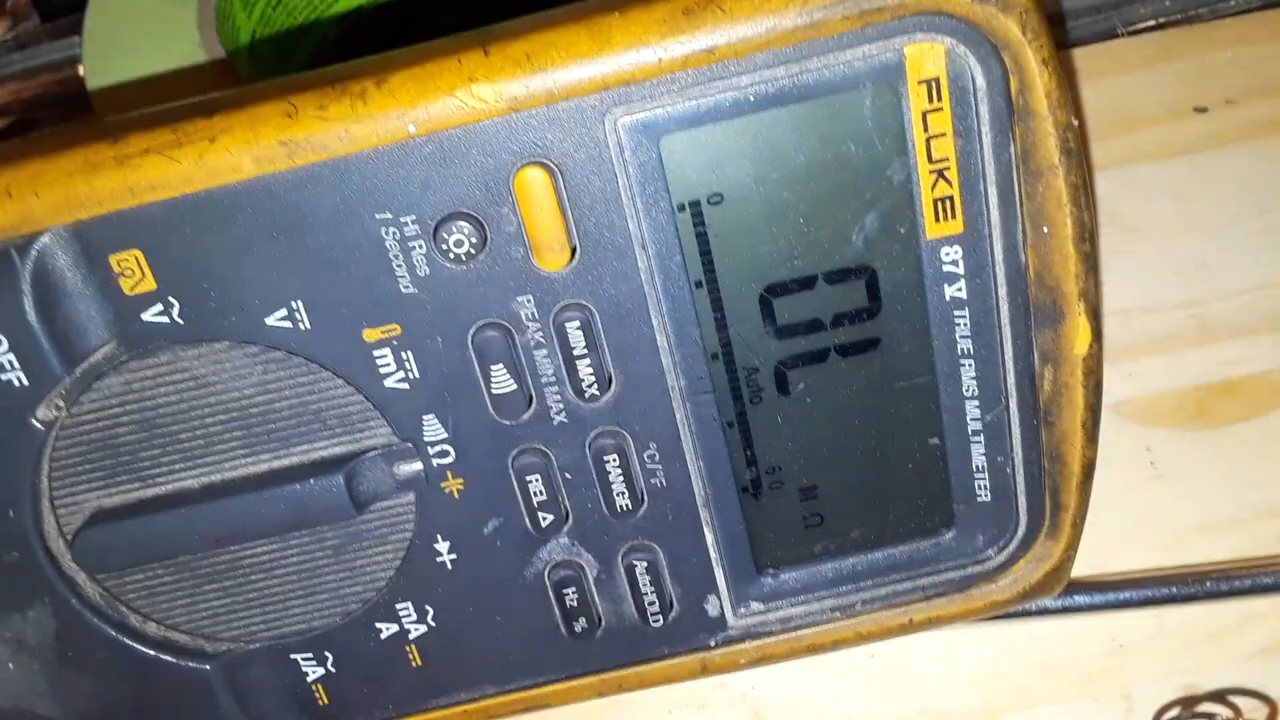 FLUKE
87 V TRUE RMS MULTIMETER
OL
MΩ
Auto
0
60
MIN MAX
RANGE
°C/°F
AutoHOLD
PEAK MIN MAX
REL Δ
Hz %
Hi Res
1 Second
OFF
V
V
mV
Ω
mA
A
µA